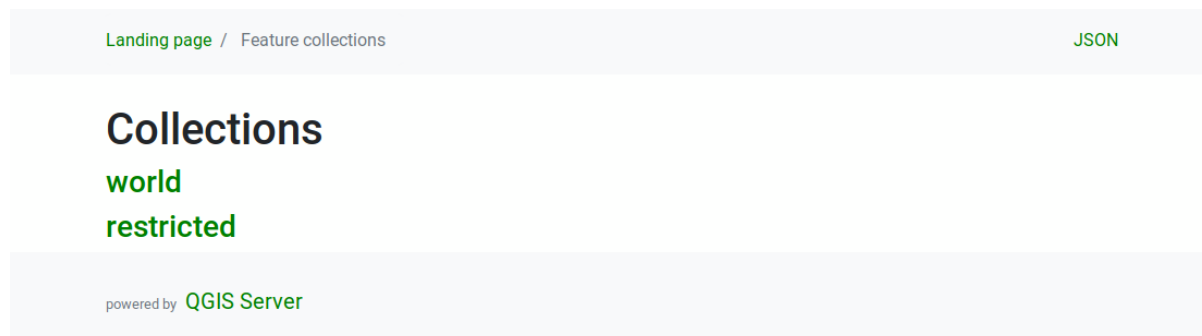 Landing page / Feature collections JSON
Collections
world
restricted
powered by QGIS Server